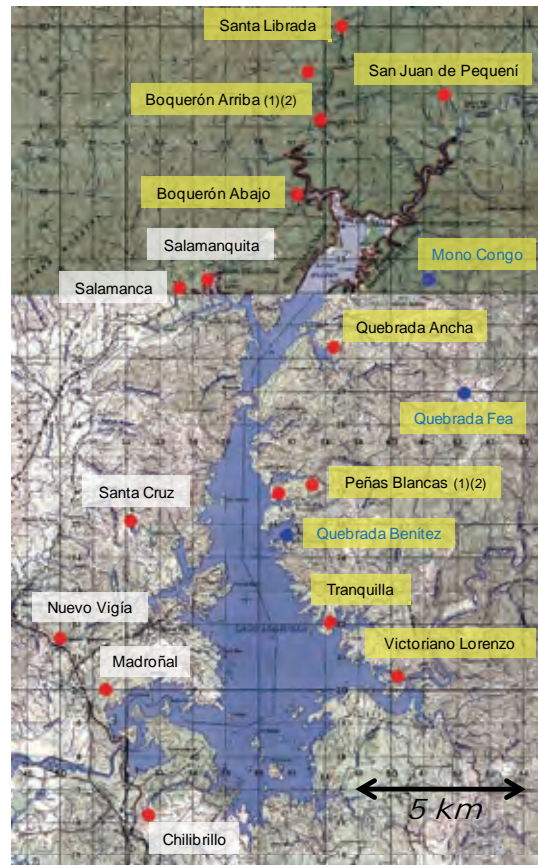 Santa Librada
San Juan de Pequení
Boquerón Arriba (1)(2)
Boquerón Abajo
Salamanquita
Mono Congo
Salamanca
Quebrada Ancha
Quebrada Fea
Peñas Blancas (1)(2)
Santa Cruz
Quebrada Benítez
Tranquilla
Nuevo Vigía
Victoriano Lorenzo
Madroñal
5 km
Chilibrillo